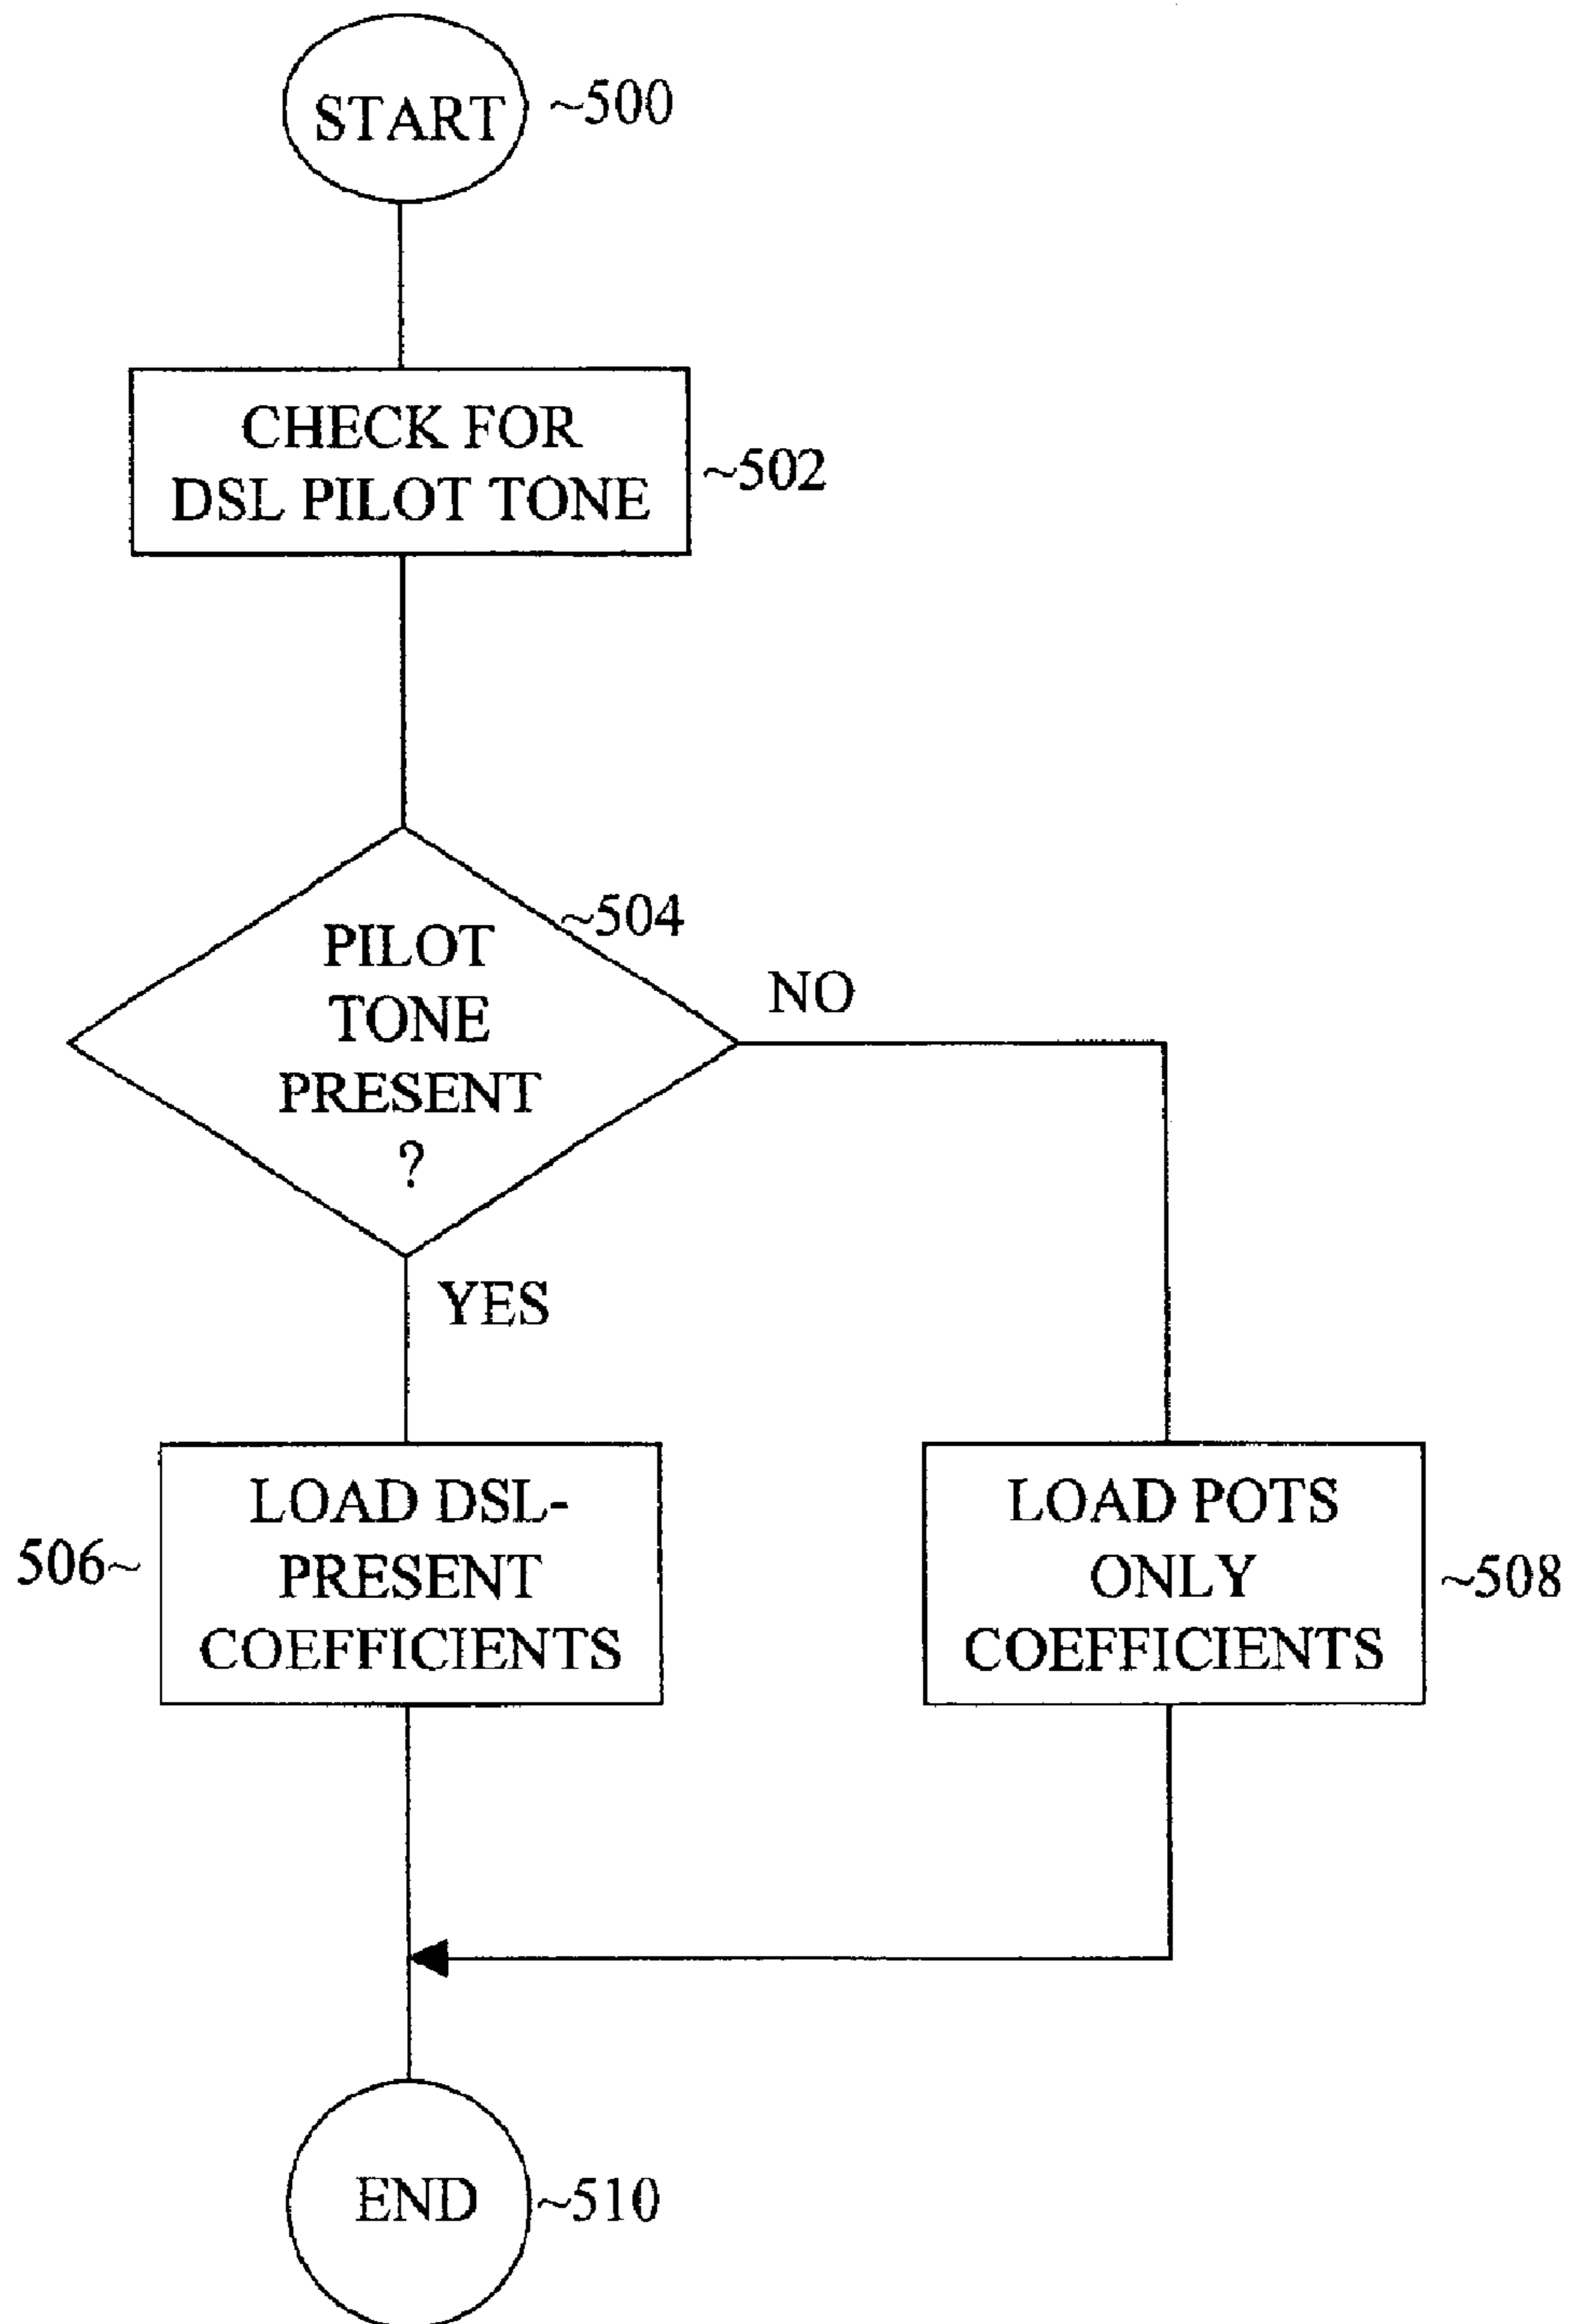 START
~500
CHECK FOR
DSL PILOT TONE
~502
~504
PILOT
TONE
PRESENT
?
NO
YES
LOAD DSL-
PRESENT
COEFFICIENTS
506~
LOAD POTS
ONLY
COEFFICIENTS
~508
END
~510